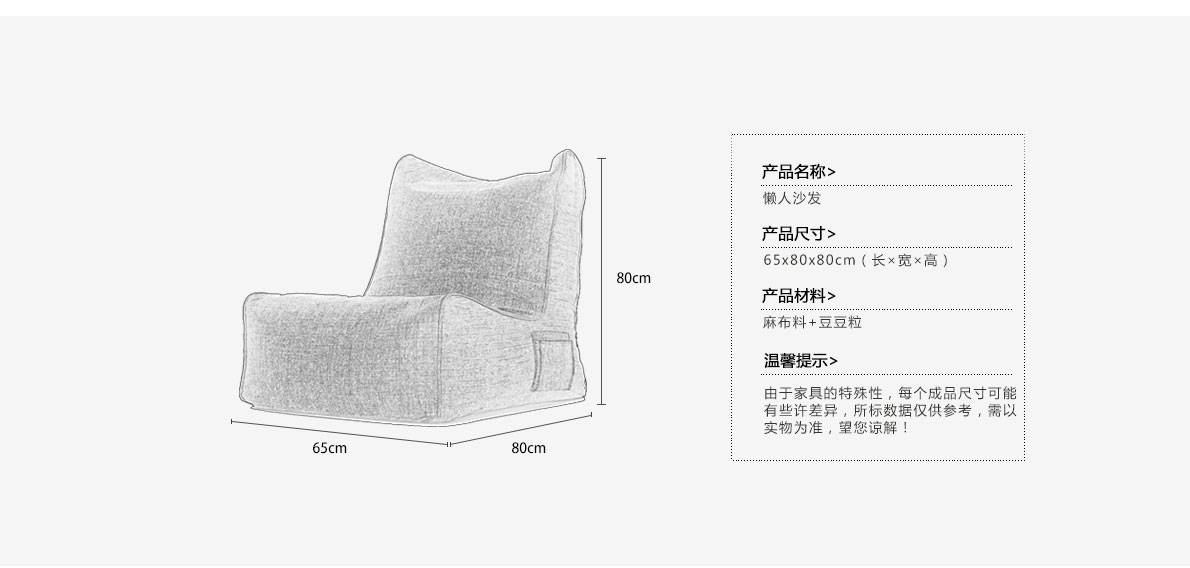 80cm
65cm
80cm
产品名称>
懒人沙发
产品尺寸>
65x80x80cm ( 长×宽×高 )
产品材料>
麻布料+豆豆粒
温馨提示>
由于家具的特殊性，每个成品尺寸可能
有些许差异，所标数据仅供参考，需以
实物为准，望您谅解！